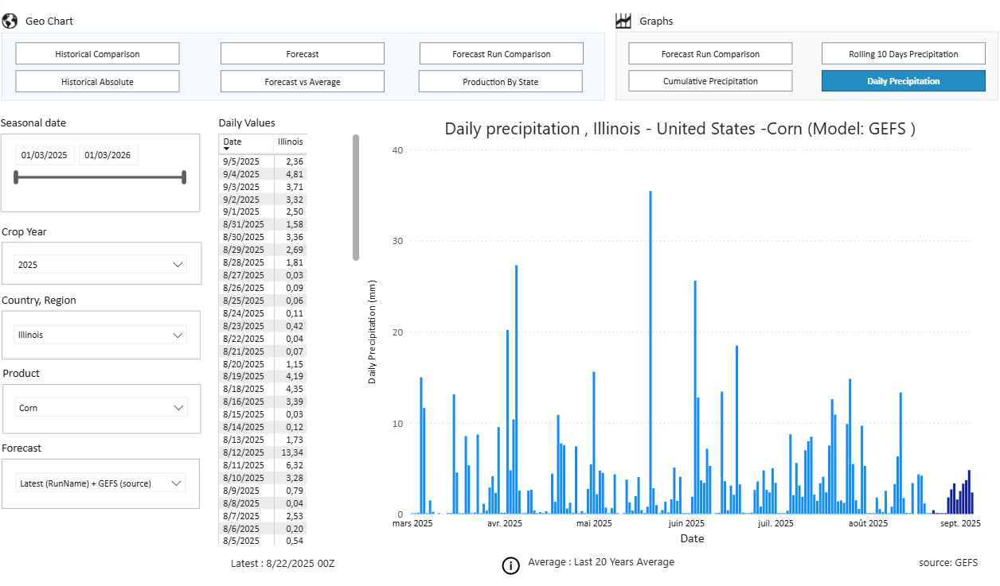 Geo Chart
Graphs
Historical Comparison
Forecast
Forecast Run Comparison
Forecast Run Comparison
Rolling 10 Days Precipitation
Historical Absolute
Forecast vs Average
Production By State
Cumulative Precipitation
Daily Precipitation
Seasonal date
01/03/2025 01/03/2026
Crop Year
2025
Country, Region
Illinois
Product
Corn
Forecast
Latest (RunName) + GEFS (source)
Daily Values
Date Illinois
9/5/2025 2,36
9/4/2025 4,81
9/3/2025 3,71
9/2/2025 3,32
9/1/2025 2,50
8/31/2025 1,58
8/30/2025 3,36
8/29/2025 2,69
8/28/2025 1,81
8/27/2025 0,03
8/26/2025 0,09
8/25/2025 0,06
8/24/2025 0,11
8/23/2025 0,42
8/22/2025 0,04
8/21/2025 0,07
8/20/2025 1,15
8/19/2025 4,19
8/18/2025 4,35
8/16/2025 3,39
8/15/2025 0,03
8/14/2025 0,12
8/13/2025 1,73
8/12/2025 13,34
8/11/2025 6,32
8/10/2025 3,28
8/9/2025 0,79
8/8/2025 0,04
8/7/2025 2,53
8/6/2025 0,20
8/5/2025 0,54
Latest : 8/22/2025 00Z
Daily precipitation , Illinois - United States -Corn (Model: GEFS )
Daily Precipitation (mm)
40
30
20
10
0
mars 2025 avr. 2025 mai 2025 juin 2025 juil. 2025 août 2025 sept. 2025
Date
Average : Last 20 Years Average
source: GEFS